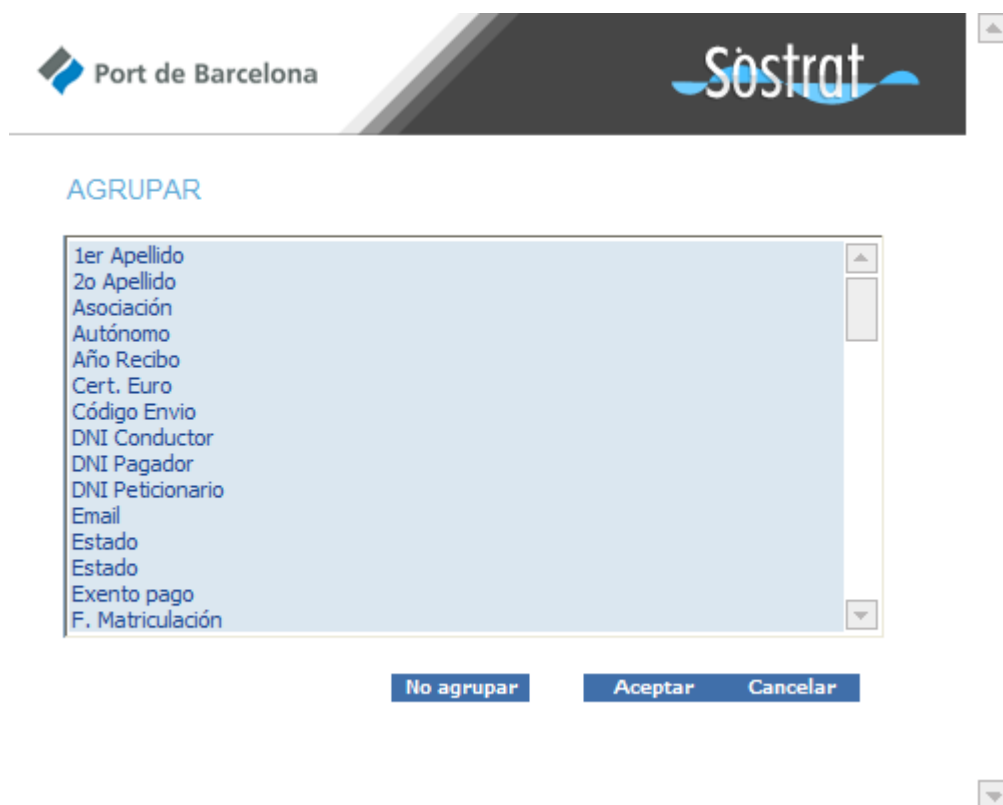 Port de Barcelona
Sòstrat
AGRUPAR
1er Apellido
2o Apellido
Asociación
Autónomo
Año Recibo
Cert. Euro
Código Envio
DNI Conductor
DNI Pagador
DNI Peticionario
Email
Estado
Estado
Exento pago
F. Matriculación
No agrupar Aceptar Cancelar